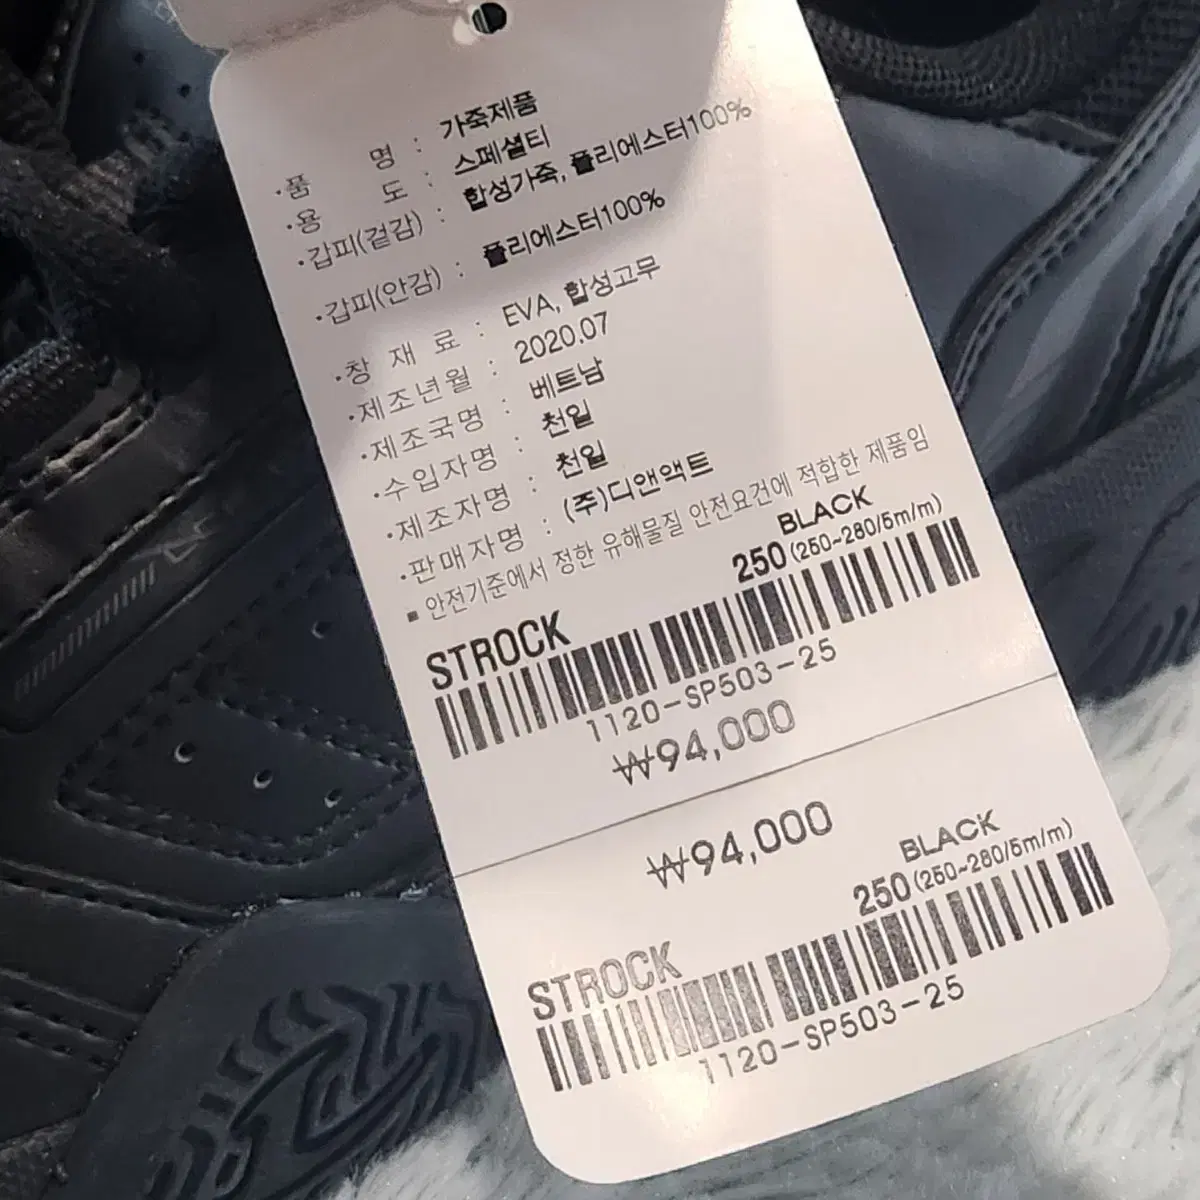 ·품 명 : 가죽제품
·용 도 : 스페셜티
·갑피(겉감) : 합성가죽, 폴리에스터100%
·갑피(안감) : 폴리에스터100%
·창 재 료 : EVA, 합성고무
·제조년월 : 2020.07
·제조국명 : 베트남
·수입자명 : 천일
·제조자명 : 천일
·판매자명 : (주)디앤액트
▪ 안전기준에서 정한 유해물질 안전요건에 적합한 제품임
BLACK
STROCK 250(250~280/5m/m)
1120-SP503-25
₩94,000
₩94,000
BLACK
STROCK 250(250~280/5m/m)
1120-SP503-25